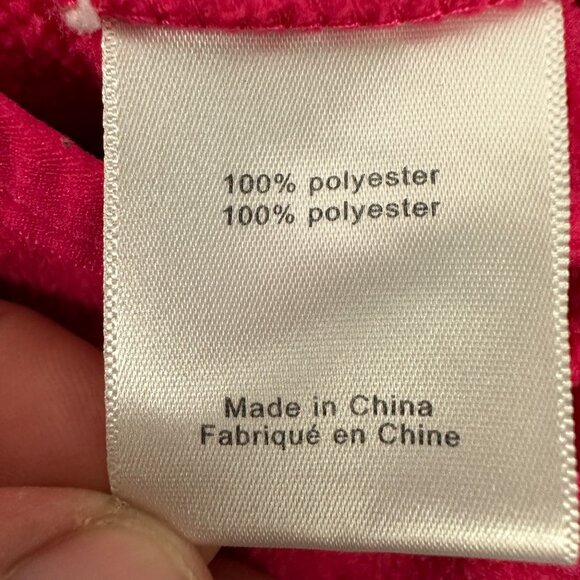 100% polyester
100% polyester
Made in China
Fabriqué en Chine